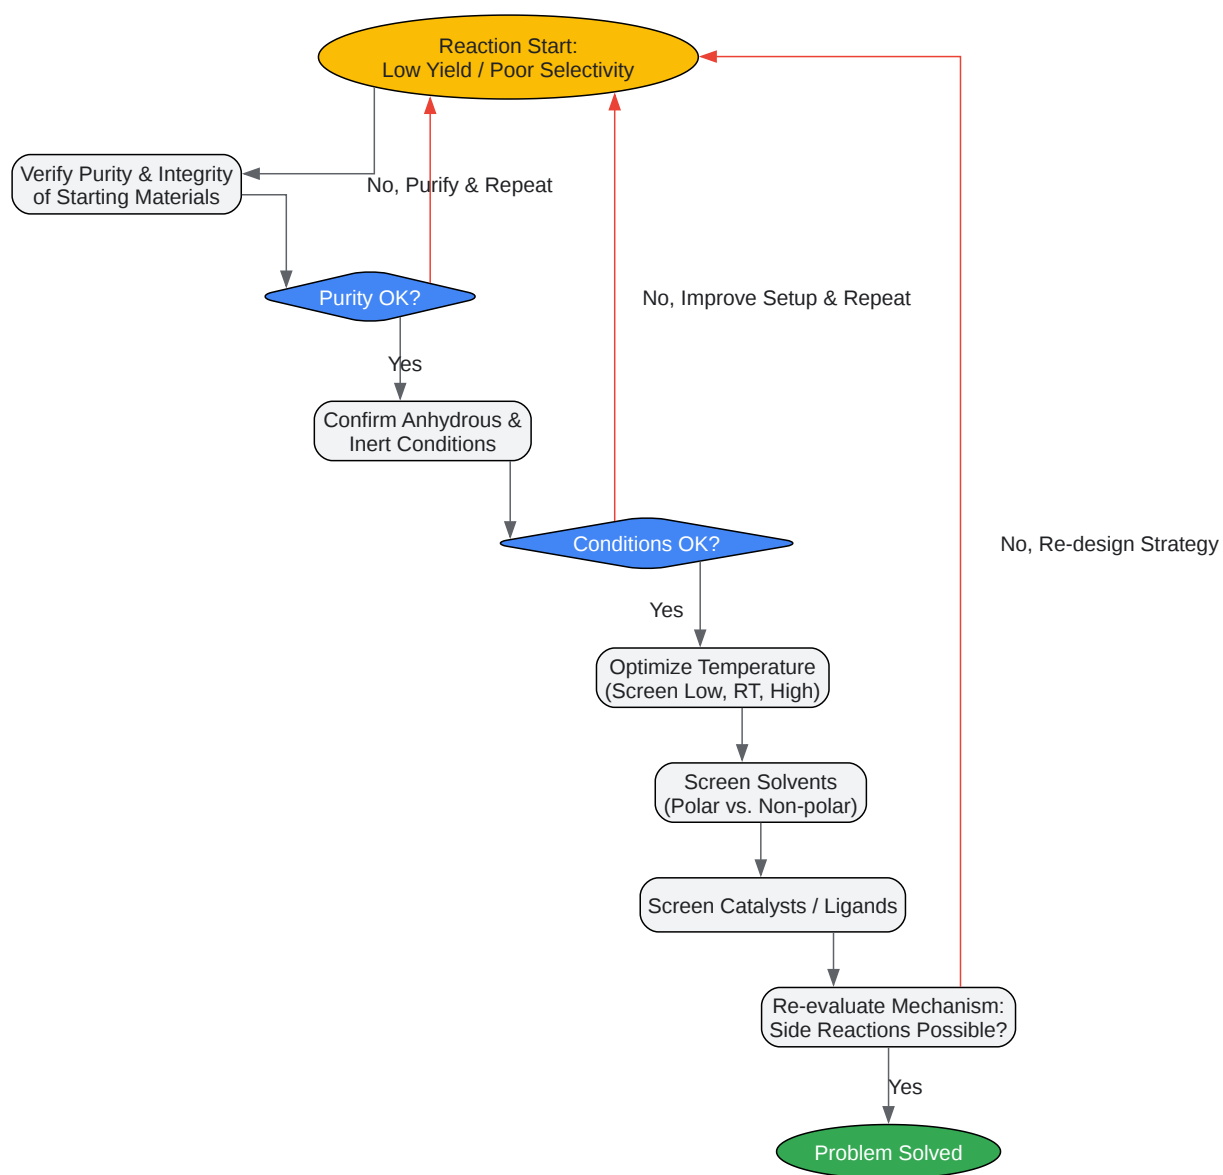 Reaction Start:
Low Yield / Poor Selectivity
Verify Purity & Integrity
of Starting Materials
No, Purify & Repeat
Purity OK?
No, Improve Setup & Repeat
Yes
Confirm Anhydrous &
Inert Conditions
Conditions OK?
No, Re-design Strategy
Yes
Optimize Temperature
(Screen Low, RT, High)
Screen Solvents
(Polar vs. Non-polar)
Screen Catalysts / Ligands
Re-evaluate Mechanism:
Side Reactions Possible?
Yes
Problem Solved